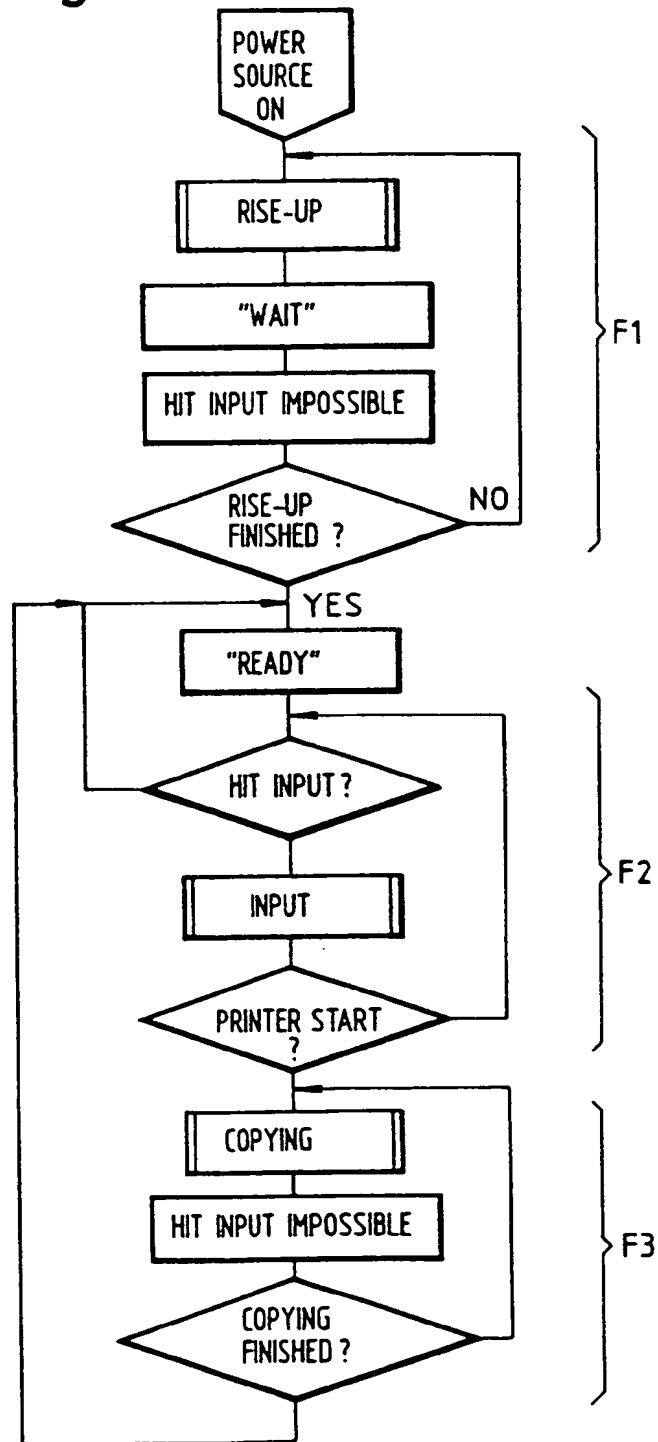 POWER
SOURCE
ON
RISE-UP
"WAIT"
HIT INPUT IMPOSSIBLE
F1
RISE-UP
FINISHED ?
NO
YES
"READY"
HIT INPUT ?
F2
INPUT
PRINTER START
?
COPYING
HIT INPUT IMPOSSIBLE
F3
COPYING
FINISHED ?